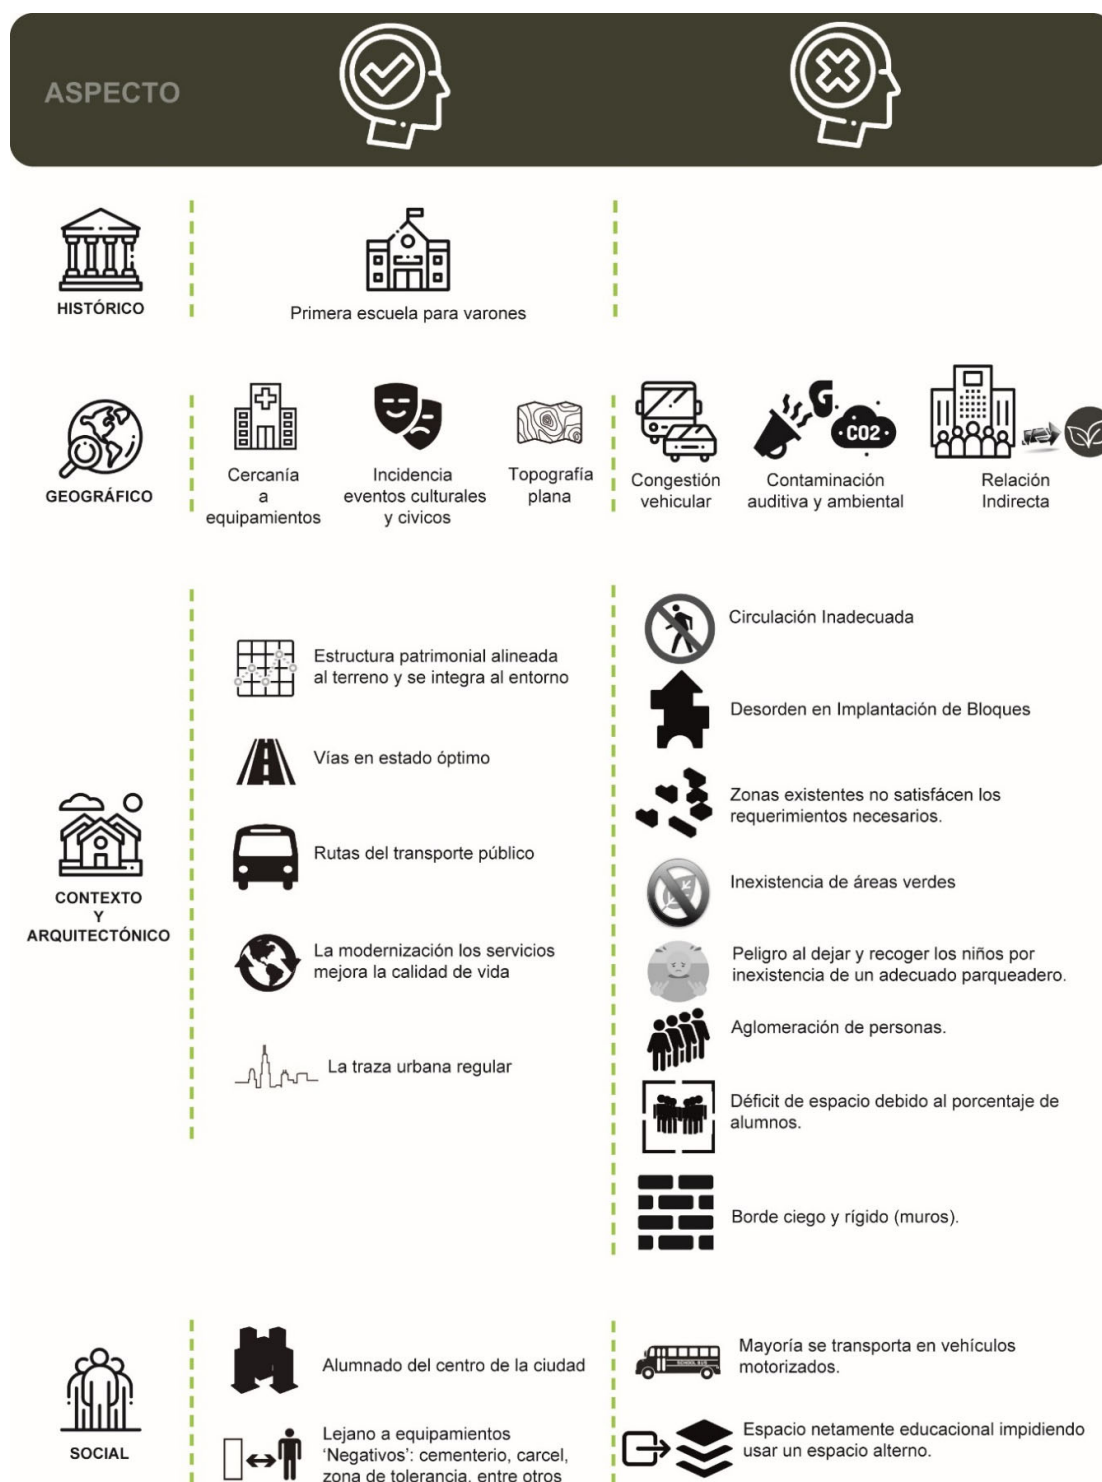 ASPECTO
HISTÓRICO
Primera escuela para varones
GEOGRÁFICO
Cercanía
a
equipamientos
Incidencia
eventos culturales
y civicos
Topografía
plana
Congestión
vehicular
G
CO2
Contaminación
auditiva y ambiental
Relación
Indirecta
CONTEXTO
Y
ARQUITECTÓNICO
Estructura patrimonial alineada
al terreno y se integra al entorno
Vías en estado óptimo
Rutas del transporte público
La modernización los servicios
mejora la calidad de vida
La traza urbana regular
Circulación Inadecuada
Desorden en Implantación de Bloques
Zonas existentes no satisfácen los
requerimientos necesarios.
Inexistencia de áreas verdes
Peligro al dejar y recoger los niños por
inexistencia de un adecuado parqueadero.
Aglomeración de personas.
Déficit de espacio debido al porcentaje de
alumnos.
Borde ciego y rígido (muros).
SOCIAL
Alumnado del centro de la ciudad
Lejano a equipamientos
‘Negativos’: cementerio, carcel,
zona de tolerancia, entre otros
SCHOOL BUS
Mayoría se transporta en vehículos
motorizados.
Espacio netamente educacional impidiendo
usar un espacio alterno.